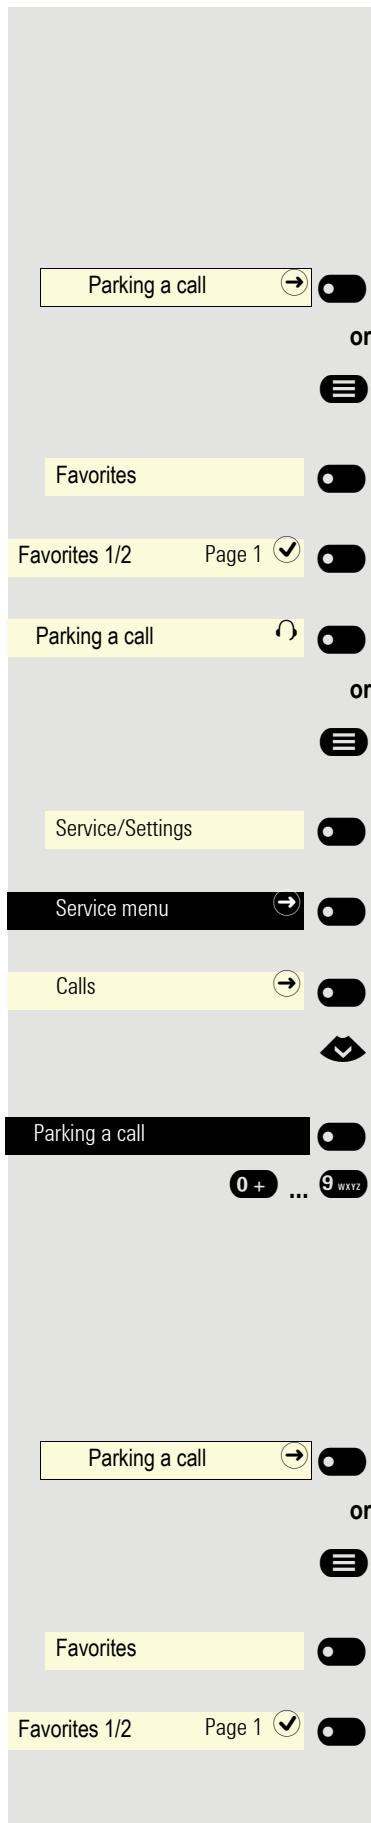 Parking a call
or
Favorites
Favorites 1/2 Page 1
Parking a call
or
Service/Settings
Service menu
Calls
Parking a call
0 + ... 9 WXYZ
Parking a call
or
Favorites
Favorites 1/2 Page 1